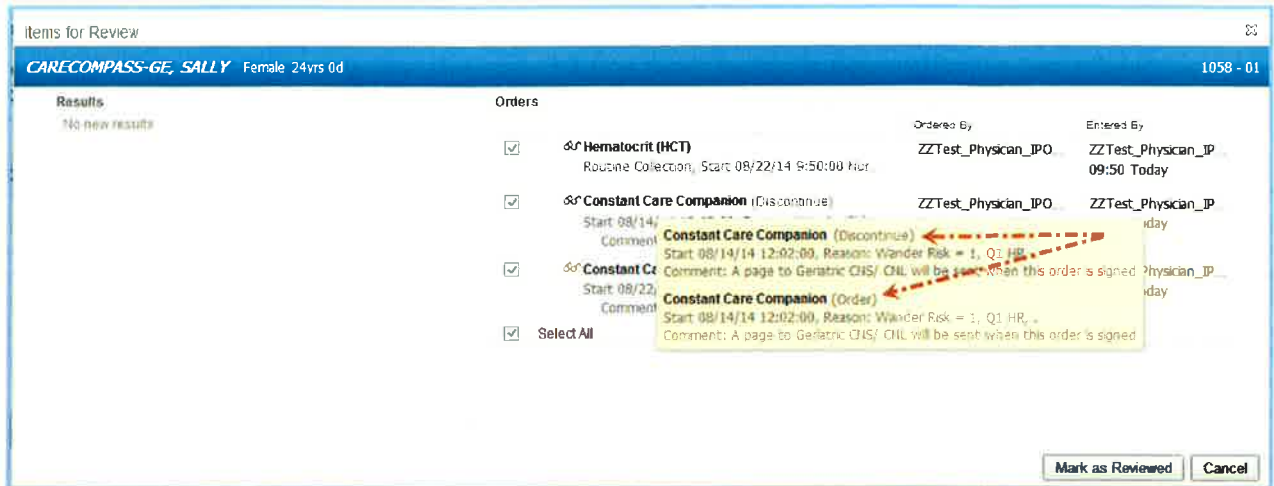 Items for Review
CARECOMPASS-GE, SALLY Female 24yrs 0d 1058 - 01
Results
No new results
Orders
Ordered By Entered By
Hematocrit (HCT) ZZTest_Physician_IPO... ZZTest_Physician_IP...
Routine Collection, Start 08/22/14 9:50:00 Nur...
09:50 Today
Constant Care Companion (Discontinue) ZZTest_Physician_IPO... ZZTest_Physician_IP...
Start 08/14/
Comment
day
Constant Care Companion (Discontinue)
Start 08/14/14 12:02:00, Reason: Wander Risk = 1, Q1 HR, ..
Constant Ca Comment: A page to Geriatric CNS/ CNL will be sent when this order is signed Physician_IP...
Start 08/22/
Comment
day
Constant Care Companion (Order)
Start 08/14/14 12:02:00, Reason: Wander Risk = 1, Q1 HR, ..
Comment: A page to Geriatric CNS/ CNL will be sent when this order is signed
Select All
Mark as Reviewed Cancel